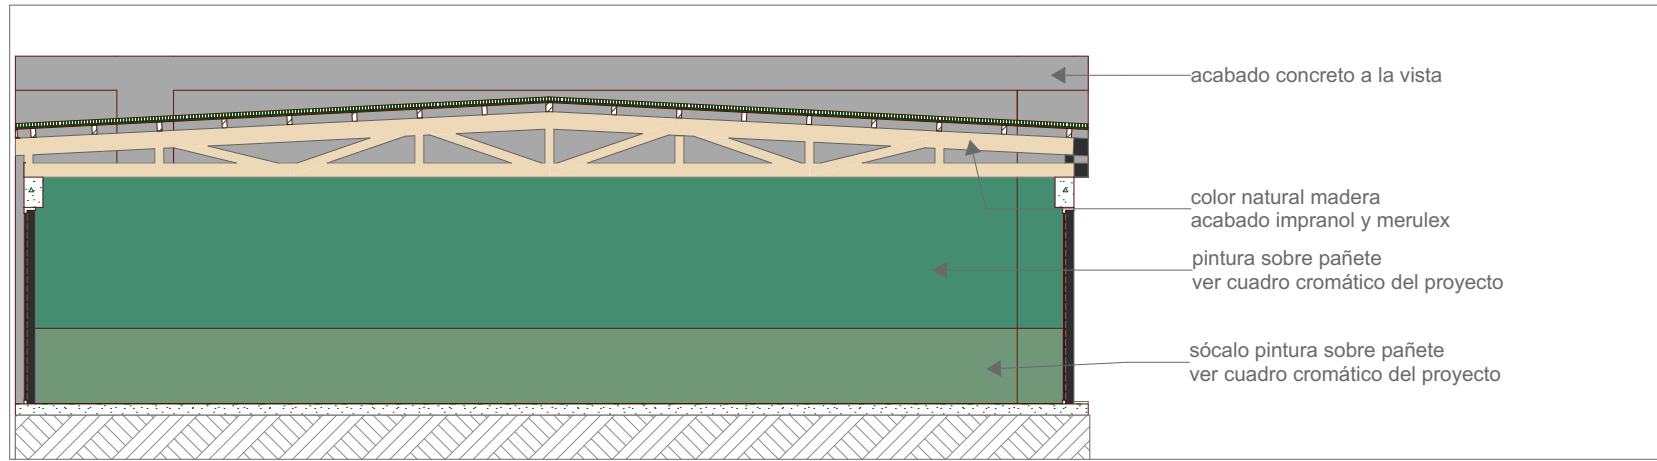 acabado concreto a la vista
color natural madera
acabado impranol y merulex
pintura sobre pañete
ver cuadro cromático del proyecto
sócalo pintura sobre pañete
ver cuadro cromático del proyecto